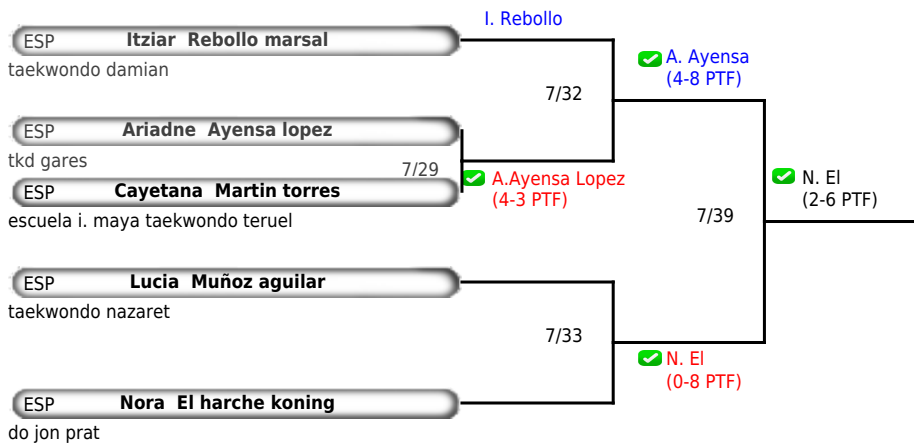 I. Rebollo
ESP Itziar Rebollo marsal
taekwondo damian
A. Ayensa
(4-8 PTF)
7/32
ESP Ariadne Ayensa lopez
tkd gares
7/29
A.Ayensa Lopez
(4-3 PTF)
ESP Cayetana Martin torres
escuela i. maya taekwondo teruel
N. El
(2-6 PTF)
7/39
ESP Lucia Muñoz aguilar
taekwondo nazaret
7/33
N. El
(0-8 PTF)
ESP Nora El harche koning
do jon prat